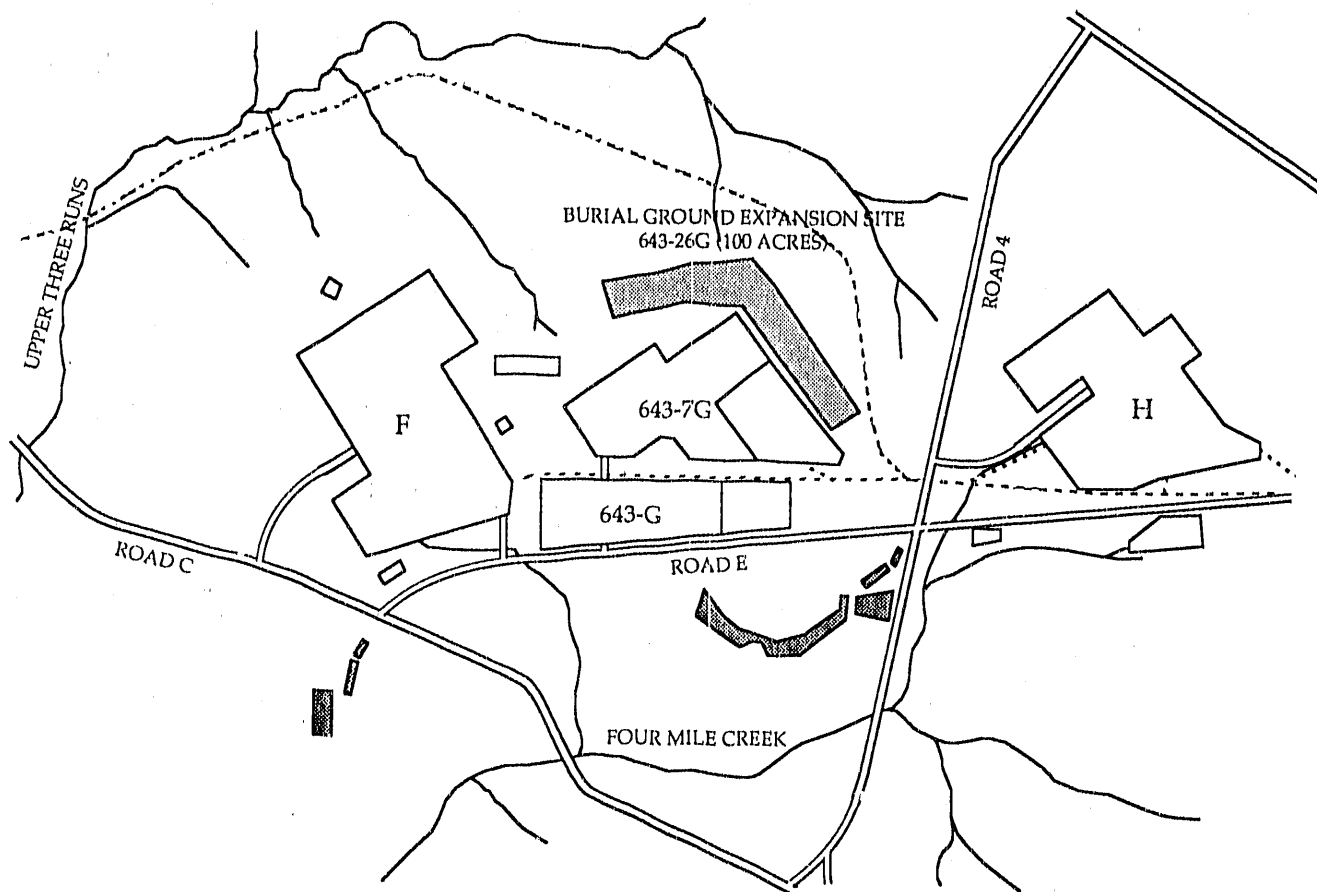 UPPER THREE RUNS
BURIAL GROUND EXPANSION SITE
643-26G (100 ACRES)
ROAD 4
F
643-7G
H
643-G
ROAD C
ROAD E
FOUR MILE CREEK